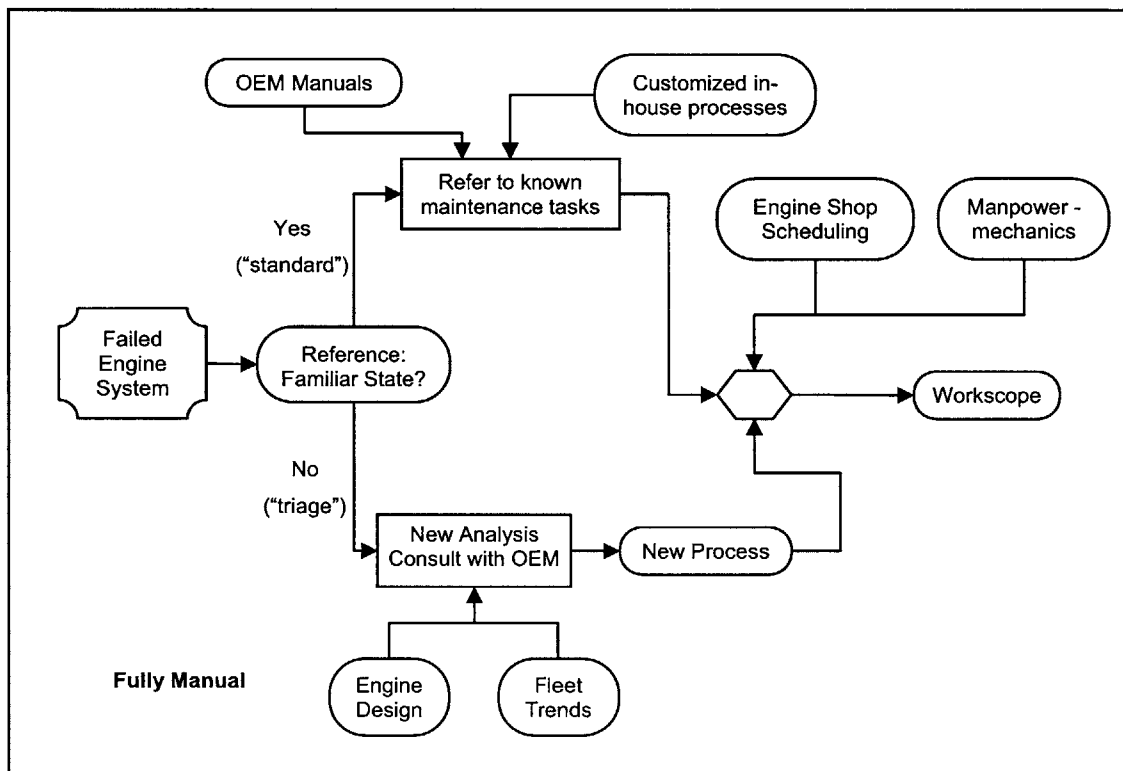 OEM Manuals
Customized in-
house processes
Refer to known
maintenance tasks
Engine Shop
Scheduling
Manpower -
mechanics
Yes
("standard")
Failed
Engine
System
Reference:
Familiar State?
Workscope
No
("triage")
New Analysis
Consult with OEM
New Process
Fully Manual
Engine
Design
Fleet
Trends